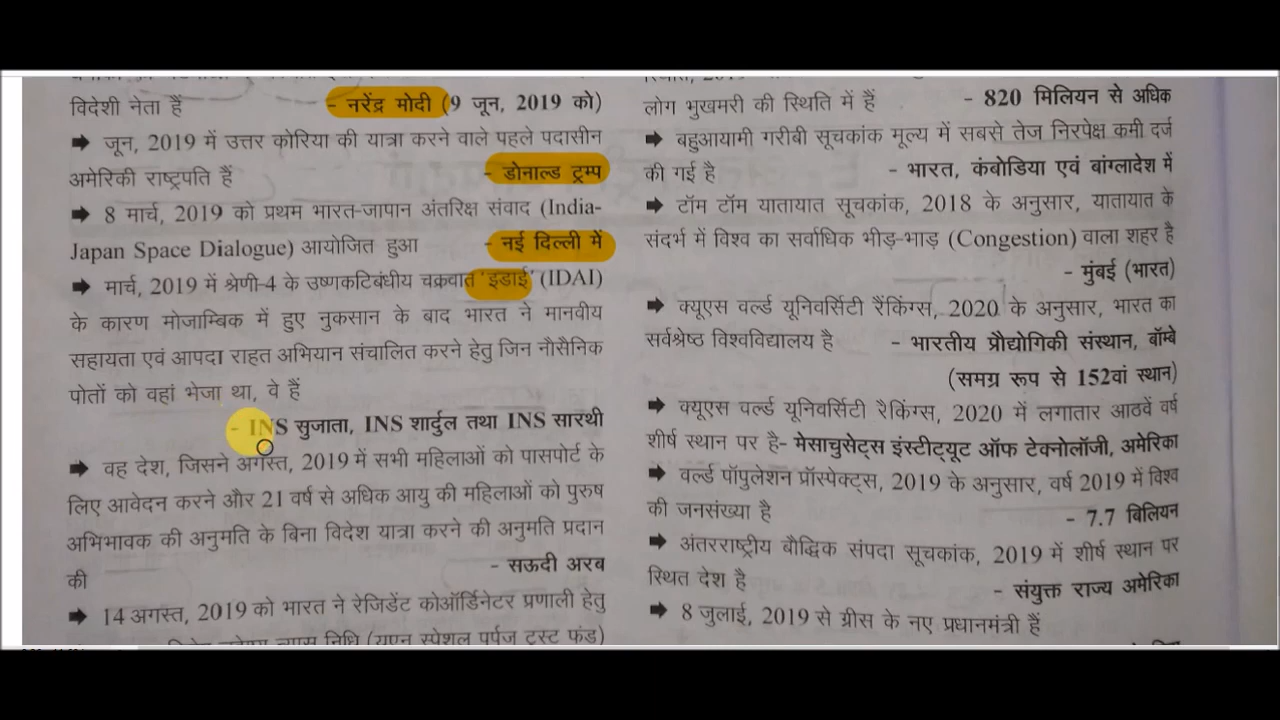 विदेशी नेता हैं - नरेंद्र मोदी (9 जून, 2019 को)
➡ जून, 2019 में उत्तर कोरिया की यात्रा करने वाले पहले पदासीन
अमेरिकी राष्ट्रपति हैं - डोनाल्ड ट्रम्प
➡ 8 मार्च, 2019 को प्रथम भारत-जापान अंतरिक्ष संवाद (India-
Japan Space Dialogue) आयोजित हुआ - नई दिल्ली में
➡ मार्च, 2019 में श्रेणी-4 के उष्णकटिबंधीय चक्रवात 'इडाई' (IDAI)
के कारण मोजाम्बिक में हुए नुकसान के बाद भारत ने मानवीय
सहायता एवं आपदा राहत अभियान संचालित करने हेतु जिन नौसैनिक
पोतों को वहां भेजा था, वे हैं
- INS सुजाता, INS शार्दुल तथा INS सारथी
➡ वह देश, जिसने अगस्त, 2019 में सभी महिलाओं को पासपोर्ट के
लिए आवेदन करने और 21 वर्ष से अधिक आयु की महिलाओं को पुरुष
अभिभावक की अनुमति के बिना विदेश यात्रा करने की अनुमति प्रदान
की - सऊदी अरब
➡ 14 अगस्त, 2019 को भारत ने रेजिडेंट कोऑर्डिनेटर प्रणाली हेतु
न्यास निधि (यूएन स्पेशल पर्पज ट्रस्ट फंड)
लोग भुखमरी की स्थिति में हैं - 820 मिलियन से अधिक
➡ बहुआयामी गरीबी सूचकांक मूल्य में सबसे तेज निरपेक्ष कमी दर्ज
की गई है - भारत, कंबोडिया एवं बांग्लादेश में
➡ टॉम टॉम यातायात सूचकांक, 2018 के अनुसार, यातायात के
संदर्भ में विश्व का सर्वाधिक भीड़-भाड़ (Congestion) वाला शहर है
- मुंबई (भारत)
➡ क्यूएस वर्ल्ड यूनिवर्सिटी रैंकिंग्स, 2020 के अनुसार, भारत का
सर्वश्रेष्ठ विश्वविद्यालय है - भारतीय प्रौद्योगिकी संस्थान, बॉम्बे
(समग्र रूप से 152वां स्थान)
➡ क्यूएस वर्ल्ड यूनिवर्सिटी रैकिंग्स, 2020 में लगातार आठवें वर्ष
शीर्ष स्थान पर है- मेसाचुसेट्स इंस्टीट्यूट ऑफ टेक्नोलॉजी, अमेरिका
➡ वर्ल्ड पॉपुलेशन प्रॉस्पेक्ट्स, 2019 के अनुसार, वर्ष 2019 में विश्व
की जनसंख्या है - 7.7 बिलियन
➡ अंतरराष्ट्रीय बौद्धिक संपदा सूचकांक, 2019 में शीर्ष स्थान पर
स्थित देश है - संयुक्त राज्य अमेरिका
➡ 8 जुलाई, 2019 से ग्रीस के नए प्रधानमंत्री हैं